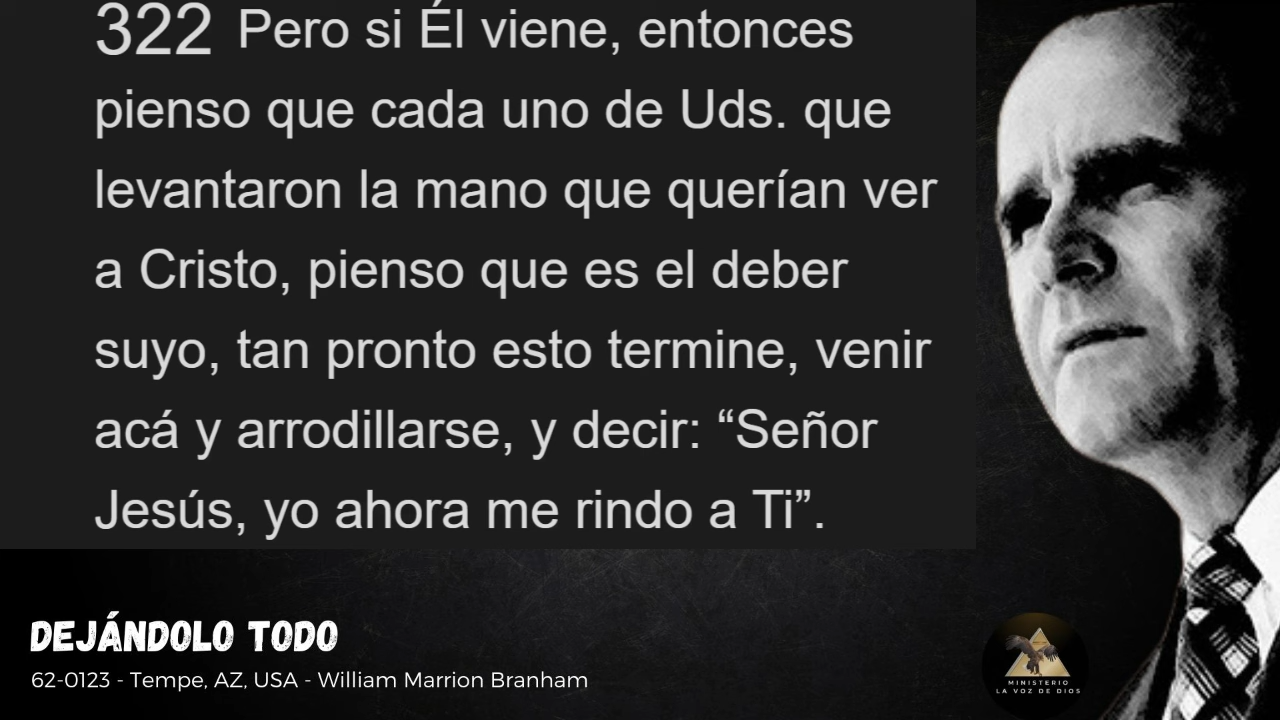 322 Pero si Él viene, entonces
pienso que cada uno de Uds. que
levantaron la mano que querían ver
a Cristo, pienso que es el deber
suyo, tan pronto esto termine, venir
acá y arrodillarse, y decir: “Señor
Jesús, yo ahora me rindo a Ti”.
DEJÁNDOLO TODO
62-0123 - Tempe, AZ, USA - William Marrion Branham
MINISTERIO
LA VOZ DE DIOS